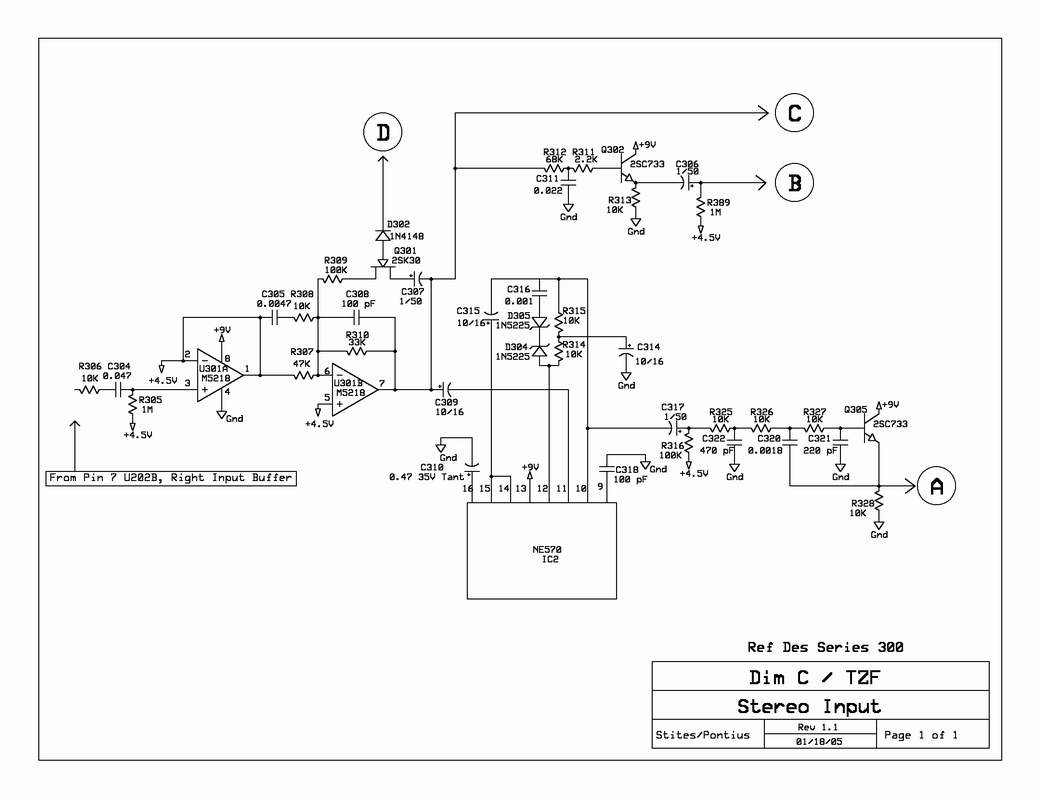 C
D
R312
68K
R311
2.2K
Q302
+9V
2SC733
C306
1/50
C311
0.022
Gnd
B
R313
10K
Gnd
R389
1M
+4.5V
D302
1N4148
Q301
2SK30
R309
100K
C307
1/50
C305
0.0047
R308
10K
C308
100 pF
C316
0.001
C315
10/16
D305
1N5225
R315
10K
+9V
R310
33K
D304
1N5225
R314
10K
C314
10/16
Gnd
2
8
U301A
M5218
1
3
4
+4.5V
Gnd
R307
47K
6
U301B
M5218
7
5
+4.5V
R306
10K
C304
0.047
R305
1M
+4.5V
C309
10/16
C317
1/50
R325
10K
R326
10K
R327
10K
Q305
+9V
2SC733
R316
100K
+4.5V
C322
470 pF
Gnd
C320
0.0018
C321
220 pF
Gnd
Gnd
C310
0.47 35V Tant
+9V
C318
100 pF
Gnd
16 15 14 13 12 11 10 9
From Pin 7 U202B, Right Input Buffer
A
R328
10K
Gnd
NE570
IC2
Ref Des Series 300
Dim C / TZF
Stereo Input
Stites/Pontius
Rev 1.1
01/18/05
Page 1 of 1